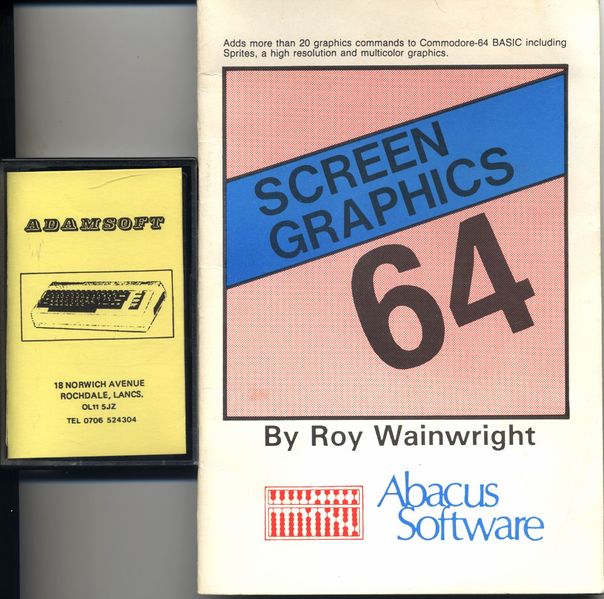 ADAMSOFT
18 NORWICH AVENUE
ROCHDALE, LANCS.
OL11 5JZ
TEL 0706 524304
Adds more than 20 graphics commands to Commodore-64 BASIC including
Sprites, a high resolution and multicolor graphics.
SCREEN
GRAPHICS
64
By Roy Wainwright
Abacus
Software